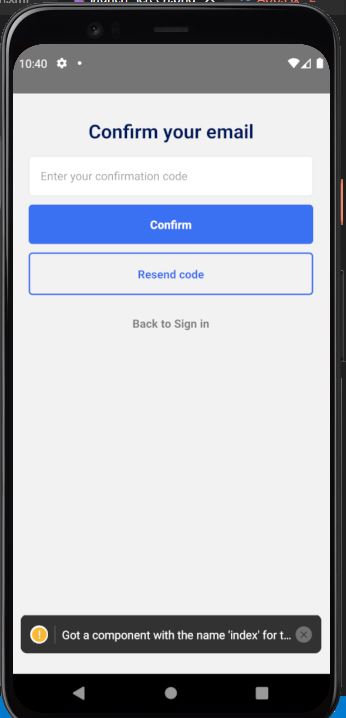 10:40
Confirm your email
Enter your confirmation code
Confirm
Resend code
Back to Sign in
! Got a component with the name 'index' for t...